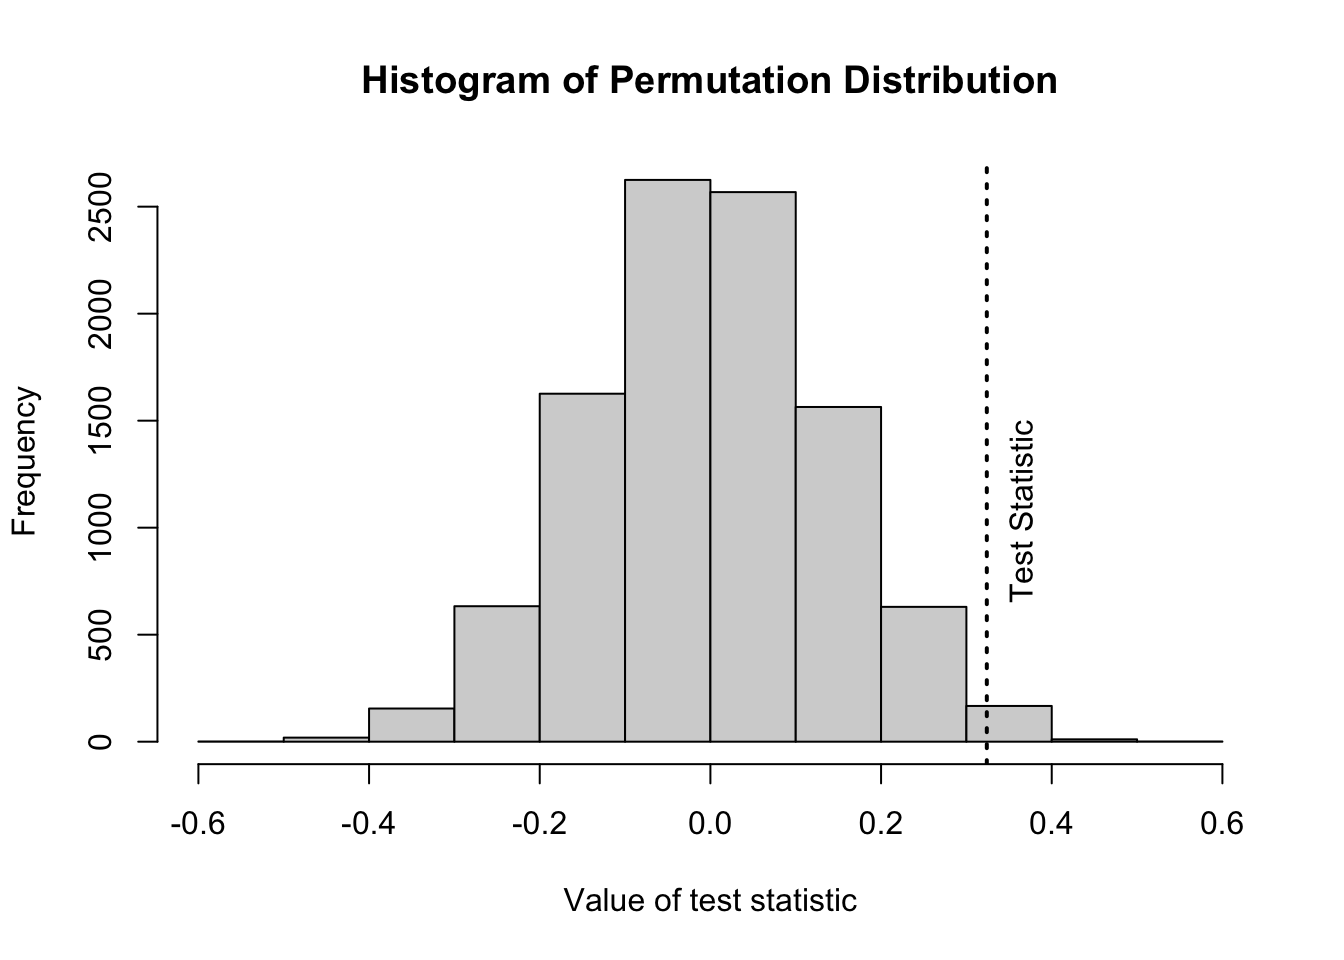 Histogram of Permutation Distribution
Frequency
2500
2000
1500
1000
500
0
Test Statistic
-0.6 -0.4 -0.2 0.0 0.2 0.4 0.6
Value of test statistic